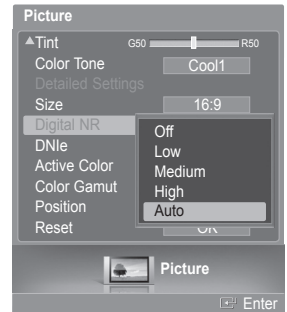 Picture
▲Tint G50 R50
Color Tone Cool1
Detailed Settings
Size 16:9
Digital NR
Off
DNIe
Low
Active Color
Medium
Color Gamut
High
Position
Auto
Reset OK
Picture
Enter